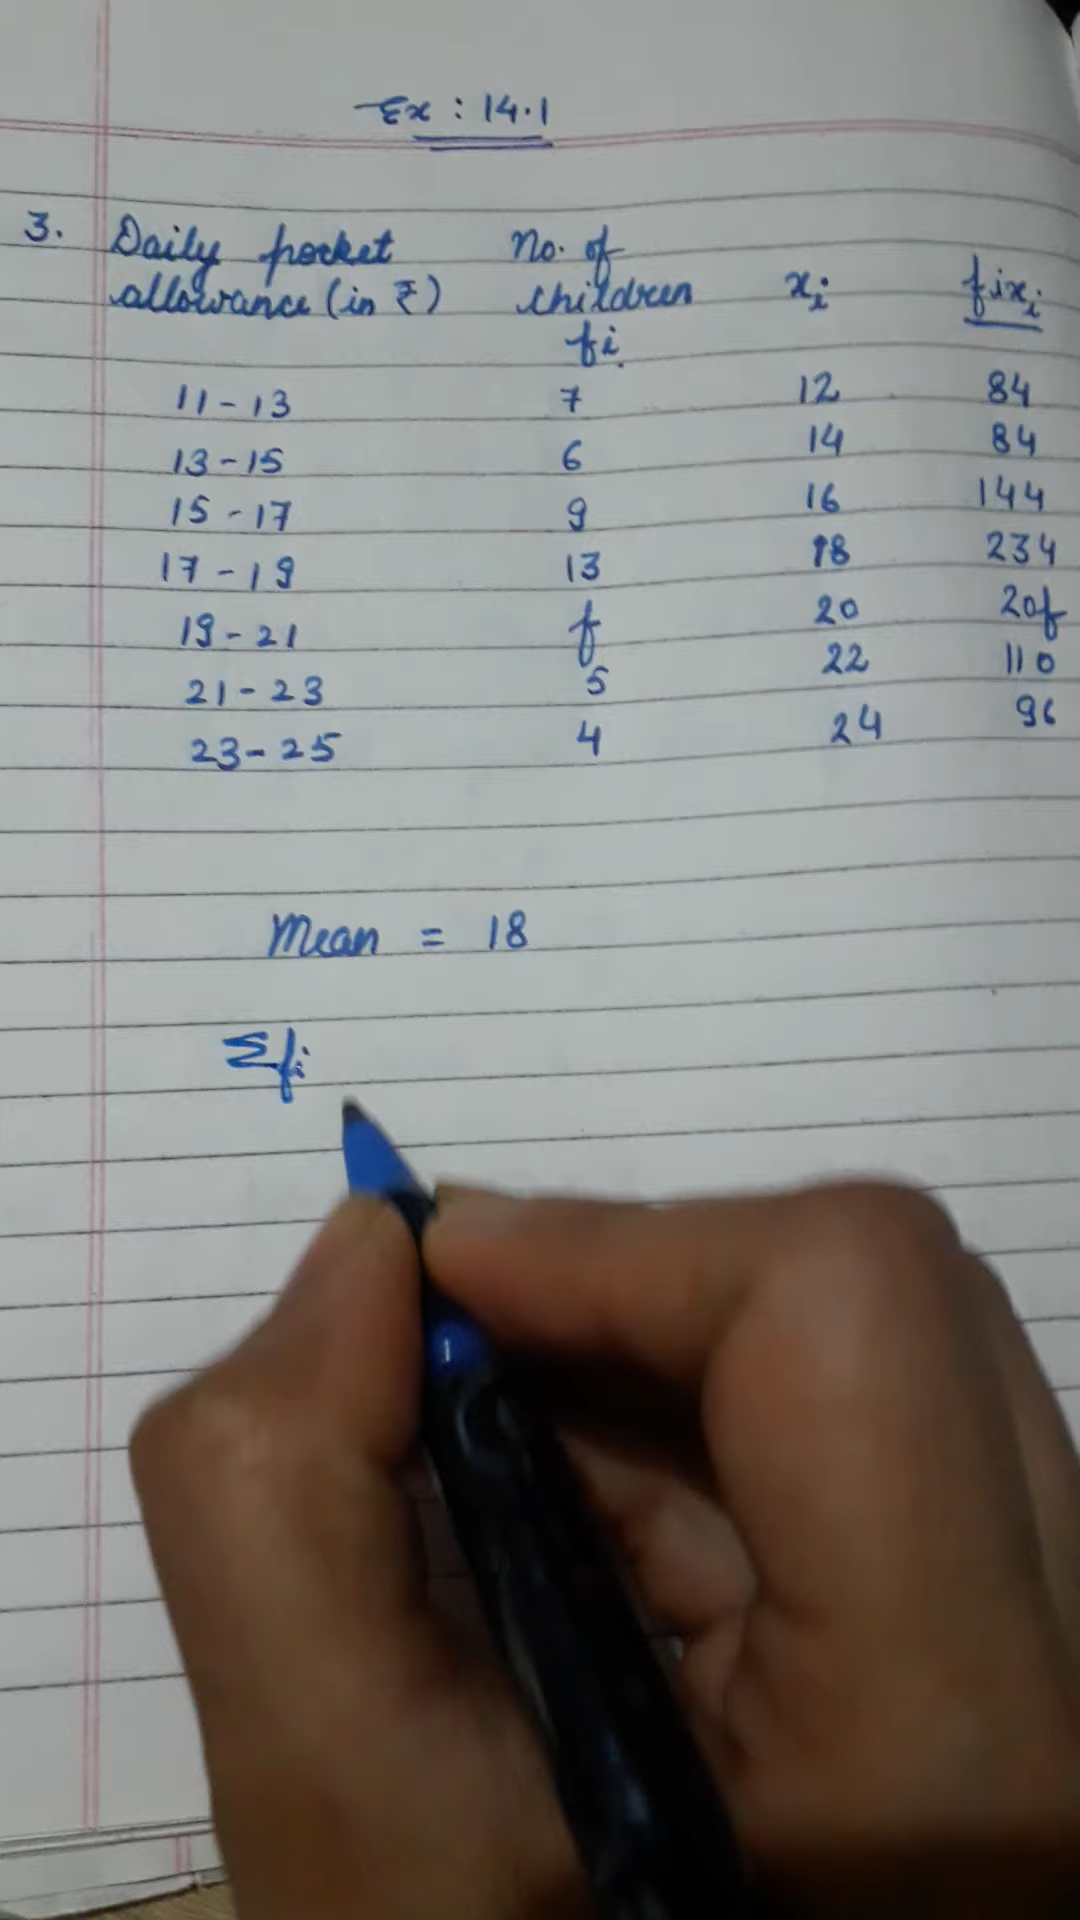 Ex : 14.1
3. Daily pocket No. of
allowance (in ₹) children xi fixi
fi
11 - 13 7 12 84
13 - 15 6 14 84
15 - 17 9 16 144
17 - 19 13 18 234
19 - 21 f 20 20f
21 - 23 5 22 110
23 - 25 4 24 96
Mean = 18
Σfi